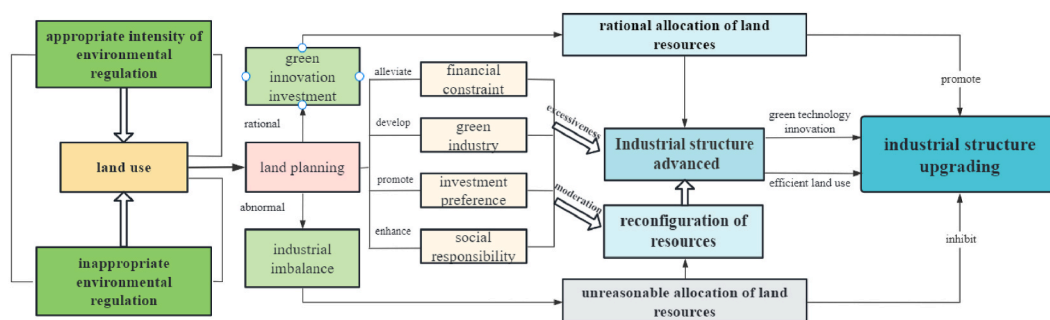 appropriate intensity of
environmental
regulation
land use
inappropriate
environmental
regulation
green
innovation
investment
rational
land planning
abnormal
industrial
imbalance
alleviate
financial
constraint
develop
green
industry
promote
investment
preference
enhance
social
responsibility
excessiveness
moderation
rational allocation of land
resources
Industrial structure
advanced
reconfiguration of
resources
unreasonable allocation of land
resources
green technology
innovation
efficient land use
promote
industrial structure
upgrading
inhibit